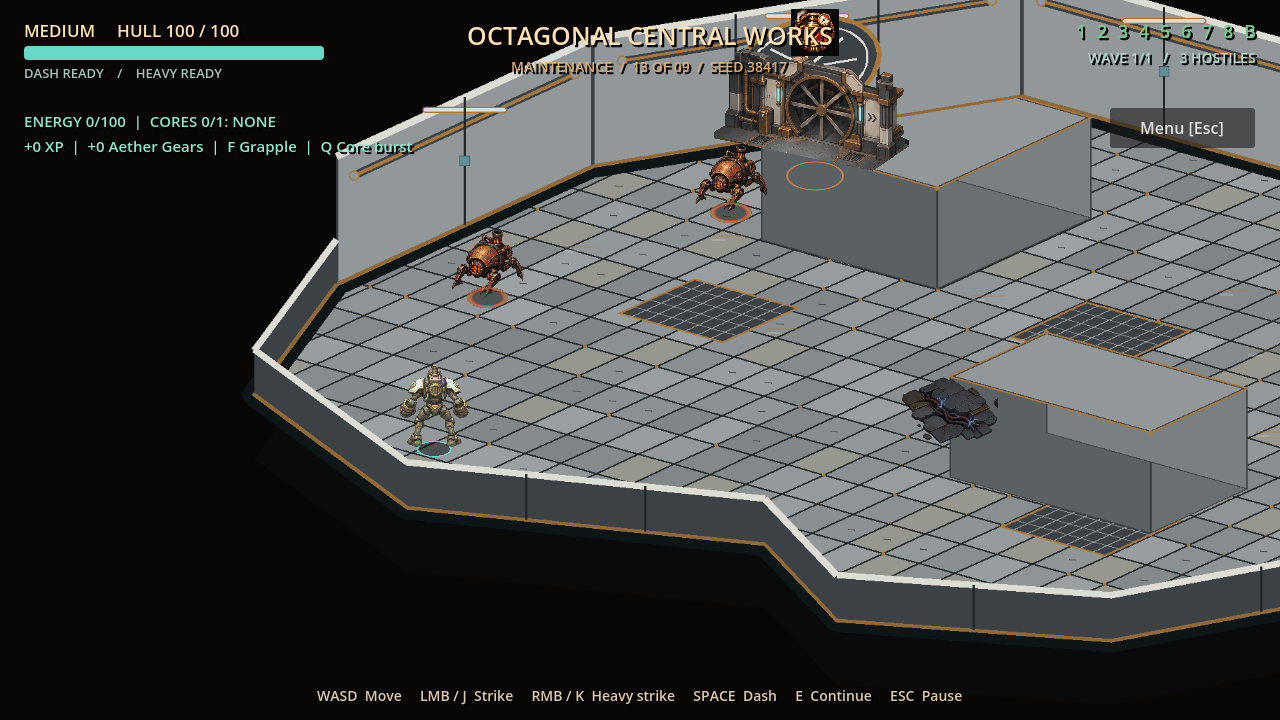 MEDIUM HULL 100 / 100
DASH READY / HEAVY READY
ENERGY 0/100 | CORES 0/1: NONE
+0 XP | +0 Aether Gears | F Grapple | Q Core burst
OCTAGONAL CENTRAL WORKS
MAINTENANCE / 18 OF 09 / SEED 38417
1 2 3 4 5 6 7 8 B
WAVE 1/1 / 3 HOSTILES
Menu [Esc]
»
WASD Move LMB / J Strike RMB / K Heavy strike SPACE Dash E Continue ESC Pause